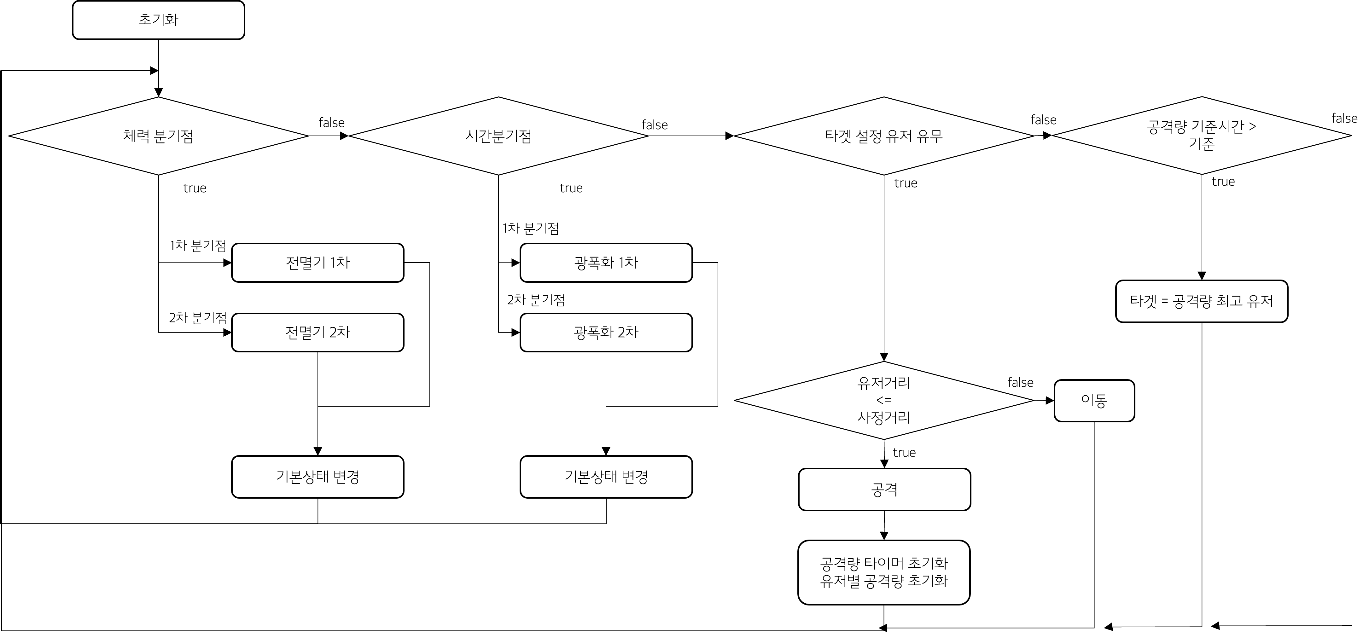 초기화
체력 분기점
false
시간분기점
false
타겟 설정 유저 유무
false
공격량 기준시간 >
기준
false
true
true
true
true
1차 분기점
전멸기 1차
2차 분기점
전멸기 2차
1차 분기점
광폭화 1차
2차 분기점
광폭화 2차
타겟 = 공격량 최고 유저
유저거리
<=
사정거리
false
이동
true
기본상태 변경
기본상태 변경
공격
공격량 타이머 초기화
유저별 공격량 초기화